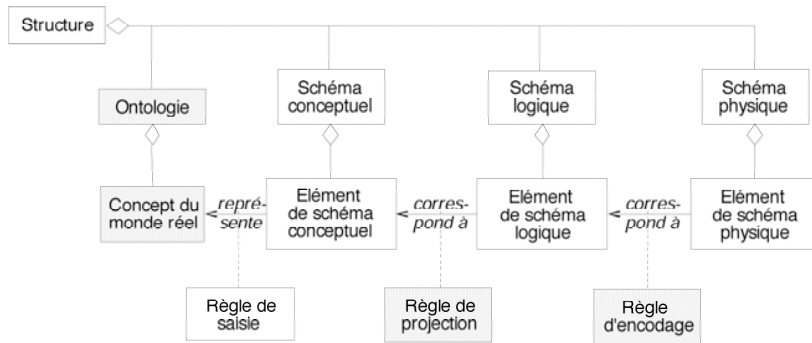 Structure
Ontologie
Schéma
conceptuel
Schéma
logique
Schéma
physique
Concept du
monde réel
repré-
sente
Elément
de schéma
conceptuel
corres-
pond à
Elément
de schéma
logique
corres-
pond à
Elément
de schéma
physique
Règle de
saisie
Règle de
projection
Règle
d'encodage